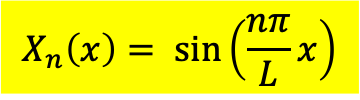 Xₙ(x) = sin(nπ/L x)